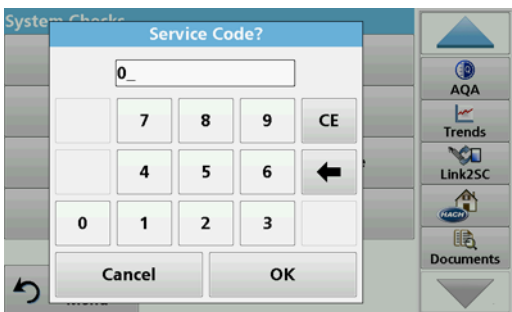 System Checks
Service Code?
0_
7 8 9 CE
4 5 6
0 1 2 3
Cancel OK
Menu
AQA
Trends
Link2SC
HACH
Documents